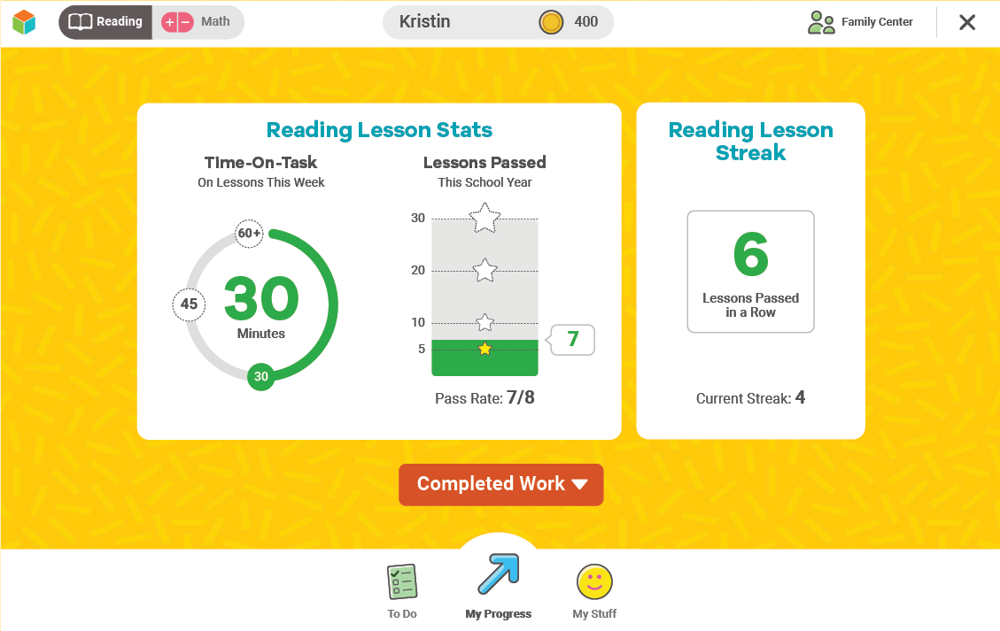 Reading
+ −
Math
Kristin
400
Family Center
Reading Lesson Stats
Time-On-Task
On Lessons This Week
60+
45
30
Minutes
30
Lessons Passed
This School Year
30
20
10
5
7
Pass Rate: 7/8
Reading Lesson
Streak
6
Lessons Passed
in a Row
Current Streak: 4
Completed Work
To Do
My Progress
My Stuff